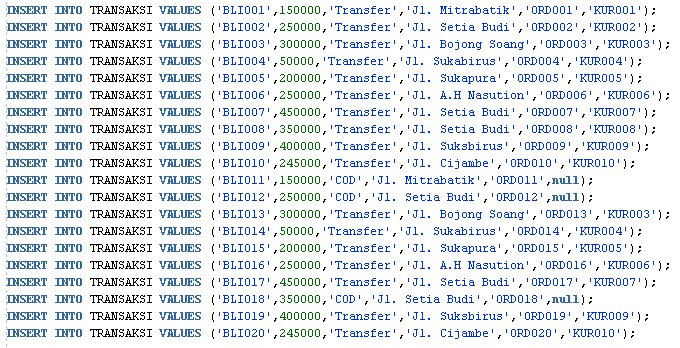 INSERT INTO TRANSAKSI VALUES ('BLI001',150000,'Transfer','Jl. Mitrabatik','ORD001','KUR001');
INSERT INTO TRANSAKSI VALUES ('BLI002',250000,'Transfer','Jl. Setia Budi','ORD002','KUR002');
INSERT INTO TRANSAKSI VALUES ('BLI003',300000,'Transfer','Jl. Bojong Soang','ORD003','KUR003');
INSERT INTO TRANSAKSI VALUES ('BLI004',50000,'Transfer','Jl. Sukabirus','ORD004','KUR004');
INSERT INTO TRANSAKSI VALUES ('BLI005',200000,'Transfer','Jl. Sukapura','ORD005','KUR005');
INSERT INTO TRANSAKSI VALUES ('BLI006',250000,'Transfer','Jl. A.H Nasution','ORD006','KUR006');
INSERT INTO TRANSAKSI VALUES ('BLI007',450000,'Transfer','Jl. Setia Budi','ORD007','KUR007');
INSERT INTO TRANSAKSI VALUES ('BLI008',350000,'Transfer','Jl. Setia Budi','ORD008','KUR008');
INSERT INTO TRANSAKSI VALUES ('BLI009',400000,'Transfer','Jl. Suksbirus','ORD009','KUR009');
INSERT INTO TRANSAKSI VALUES ('BLI010',245000,'Transfer','Jl. Cijambe','ORD010','KUR010');
INSERT INTO TRANSAKSI VALUES ('BLI011',150000,'COD','Jl. Mitrabatik','ORD011',null);
INSERT INTO TRANSAKSI VALUES ('BLI012',250000,'COD','Jl. Setia Budi','ORD012',null);
INSERT INTO TRANSAKSI VALUES ('BLI013',300000,'Transfer','Jl. Bojong Soang','ORD013','KUR003');
INSERT INTO TRANSAKSI VALUES ('BLI014',50000,'Transfer','Jl. Sukabirus','ORD014','KUR004');
INSERT INTO TRANSAKSI VALUES ('BLI015',200000,'Transfer','Jl. Sukapura','ORD015','KUR005');
INSERT INTO TRANSAKSI VALUES ('BLI016',250000,'Transfer','Jl. A.H Nasution','ORD016','KUR006');
INSERT INTO TRANSAKSI VALUES ('BLI017',450000,'Transfer','Jl. Setia Budi','ORD017','KUR007');
INSERT INTO TRANSAKSI VALUES ('BLI018',350000,'COD','Jl. Setia Budi','ORD018',null);
INSERT INTO TRANSAKSI VALUES ('BLI019',400000,'Transfer','Jl. Suksbirus','ORD019','KUR009');
INSERT INTO TRANSAKSI VALUES ('BLI020',245000,'Transfer','Jl. Cijambe','ORD020','KUR010');